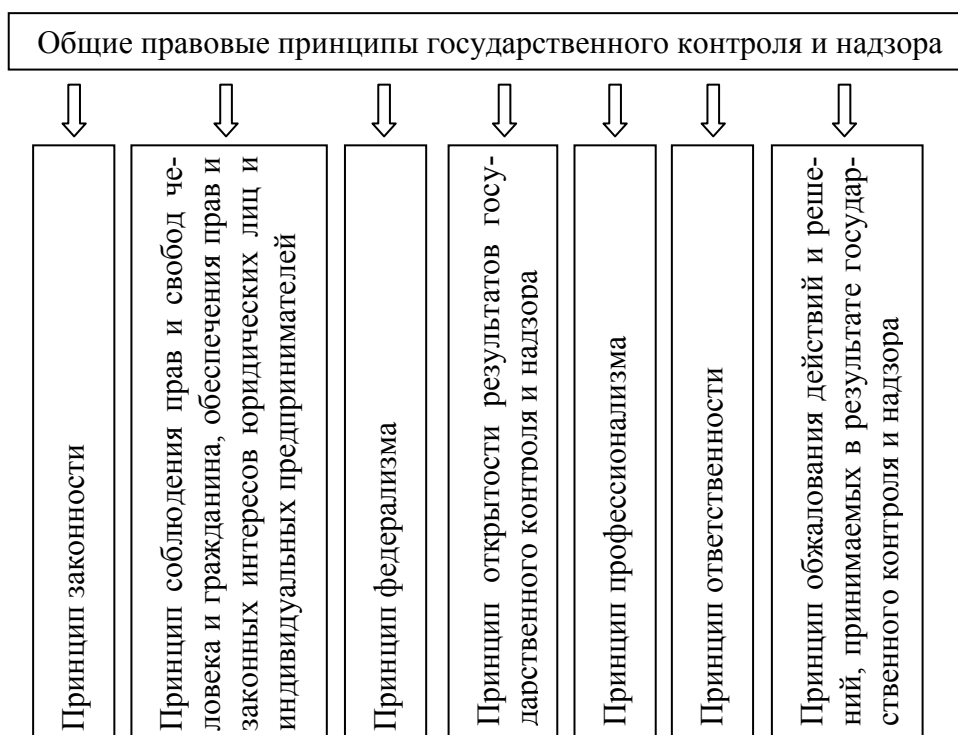 Общие правовые принципы государственного контроля и надзора
Принцип законности
Принцип соблюдения прав и свобод че-
ловека и гражданина, обеспечения прав и
законных интересов юридических лиц и
индивидуальных предпринимателей
Принцип федерализма
Принцип открытости результатов госу-
дарственного контроля и надзора
Принцип профессионализма
Принцип ответственности
Принцип обжалования действий и реше-
ний, принимаемых в результате государ-
ственного контроля и надзора